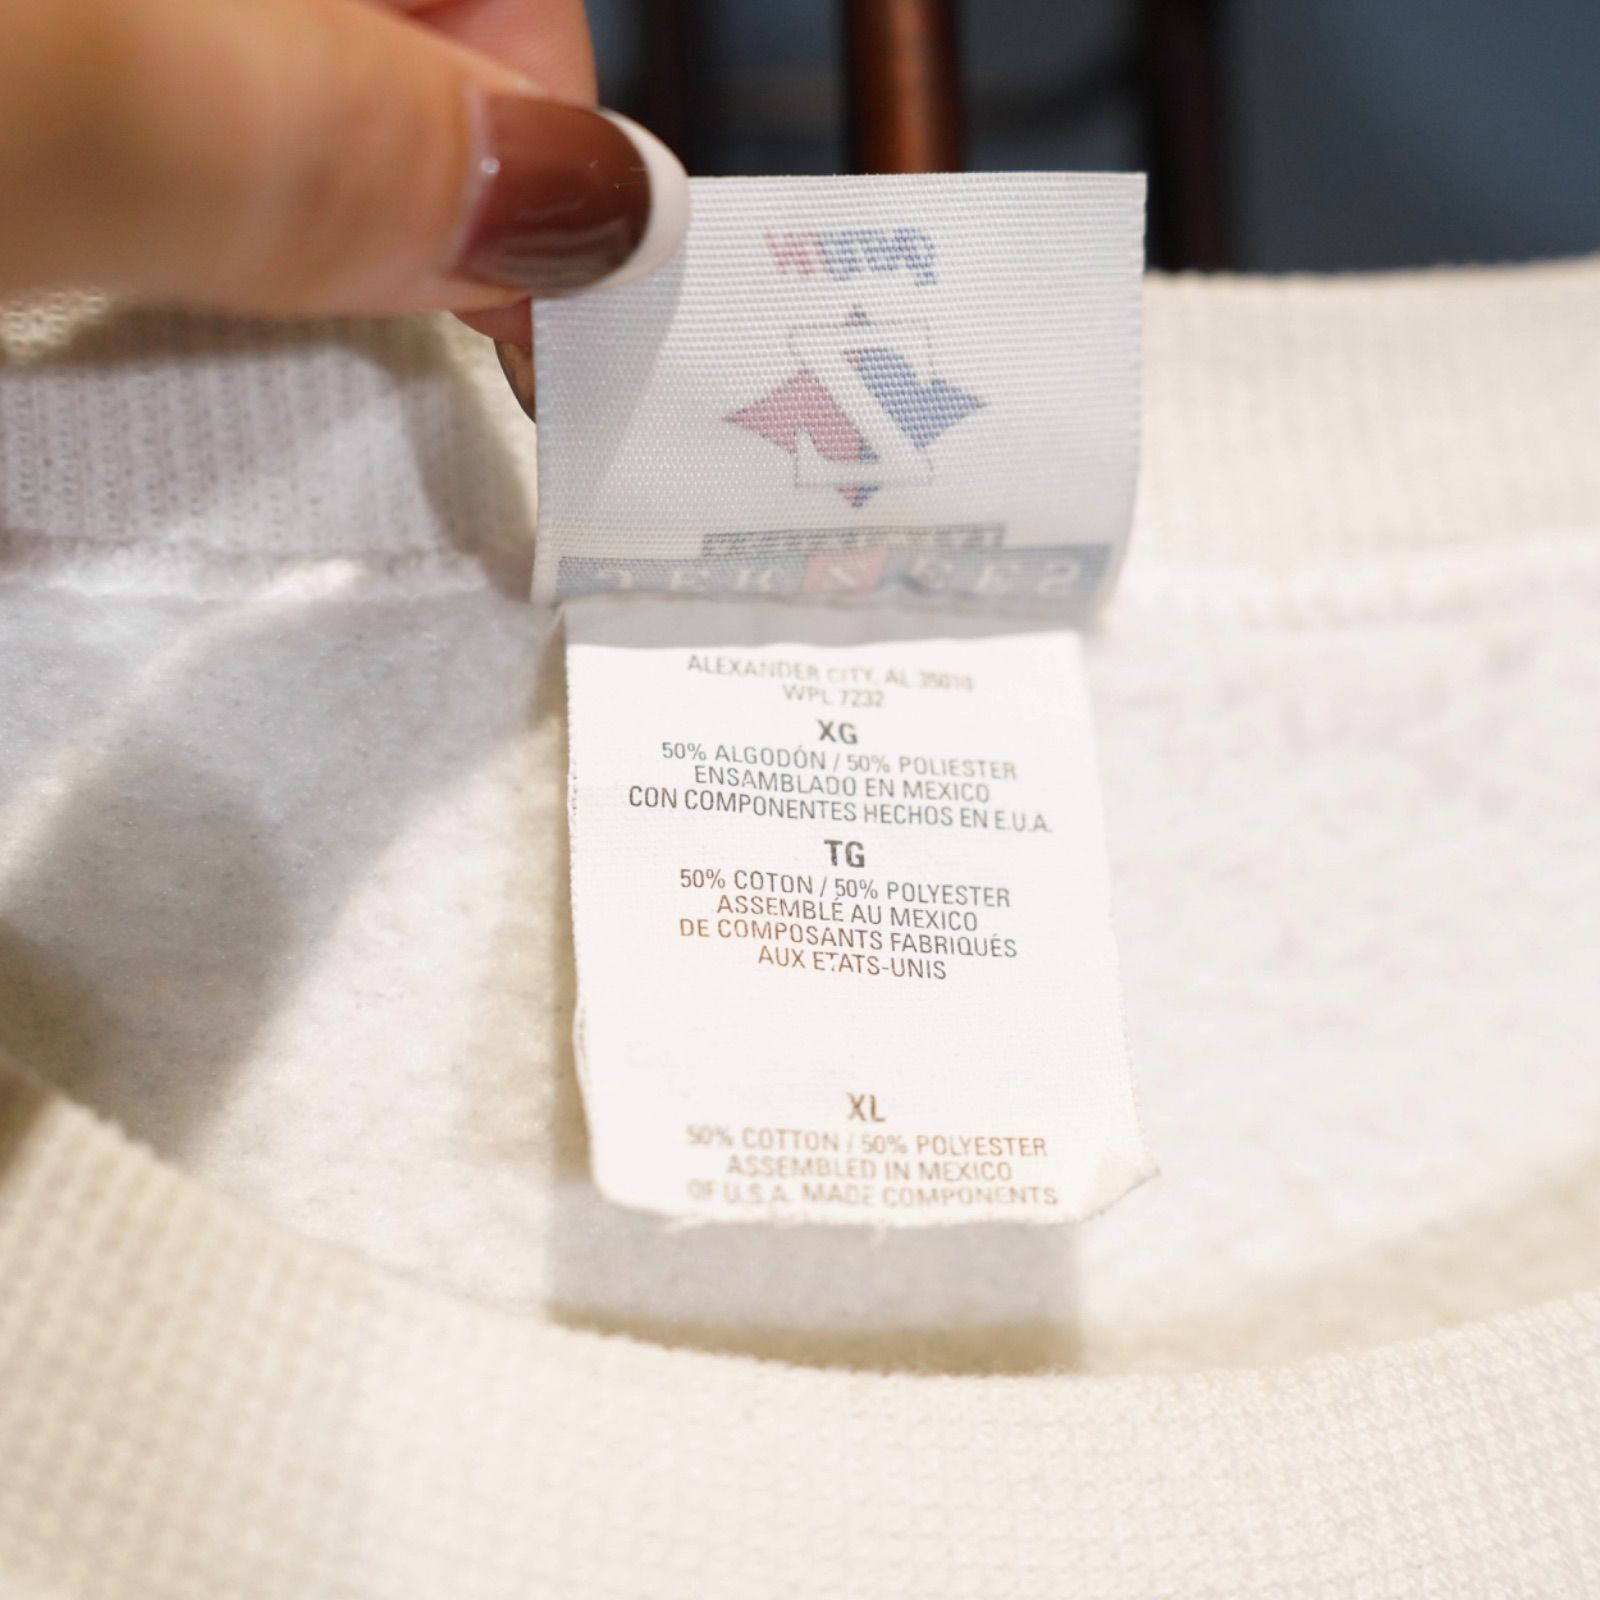 ALEXANDER CITY, AL 35010
WPL 7232
XG
50% ALGODÓN / 50% POLIESTER
ENSAMBLADO EN MEXICO
CON COMPONENTES HECHOS EN E.U.A.
TG
50% COTON / 50% POLYESTER
ASSEMBLÉ AU MEXICO
DE COMPOSANTS FABRIQUÉS
AUX ETATS-UNIS
XL
50% COTTON / 50% POLYESTER
ASSEMBLED IN MEXICO
OF U.S.A. MADE COMPONENTS